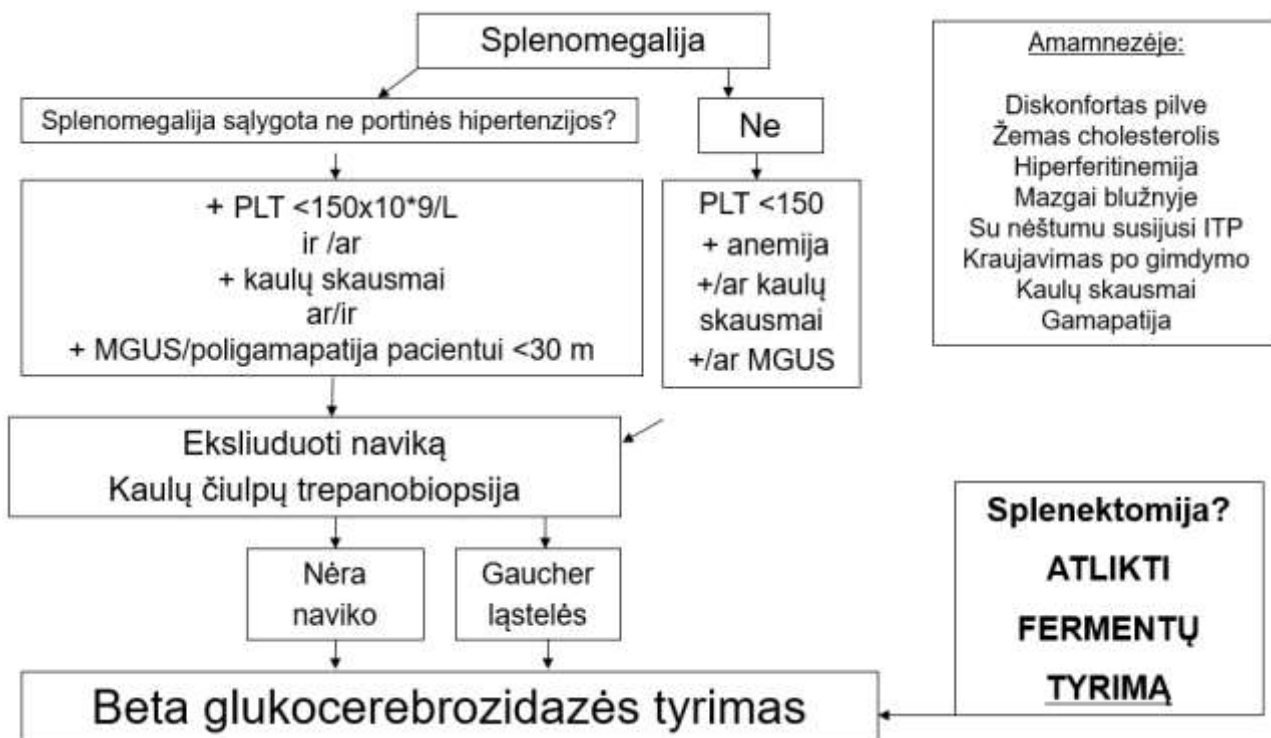 Splenomegalija
Splenomegalija sąlygota ne portinės hipertenzijos?
Ne
+ PLT <150x10*9/L
ir /ar
+ kaulų skausmai
ar/ir
+ MGUS/poligamapatija pacientui <30 m
PLT <150
+ anemija
+/ar kaulų
skausmai
+/ar MGUS
Amamnezėje:
Diskonfortas pilve
Žemas cholesterolis
Hiperferitinemija
Mazgai blužnyje
Su nėštumu susijusi ITP
Kraujavimas po gimdymo
Kaulų skausmai
Gamapatija
Eksliuduoti naviką
Kaulų čiulpų trepanobiopsija
Nėra
naviko
Gaucher
ląstelės
Splenektomija?
ATLIKTI
FERMENTŲ
TYRIMĄ
Beta glukocerebrozidazės tyrimas